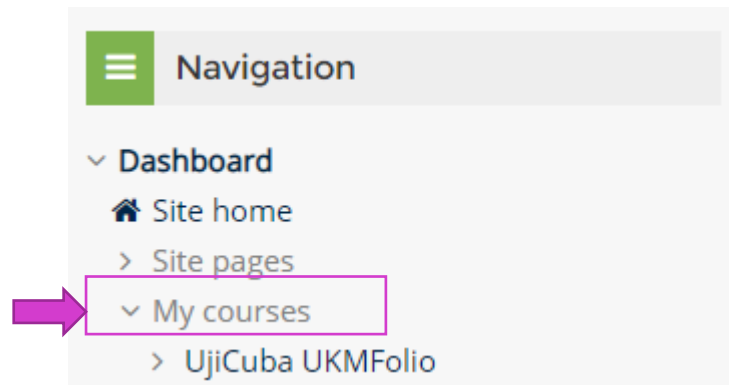 Navigation
Dashboard
Site home
Site pages
My courses
UjiCuba UKMFolio